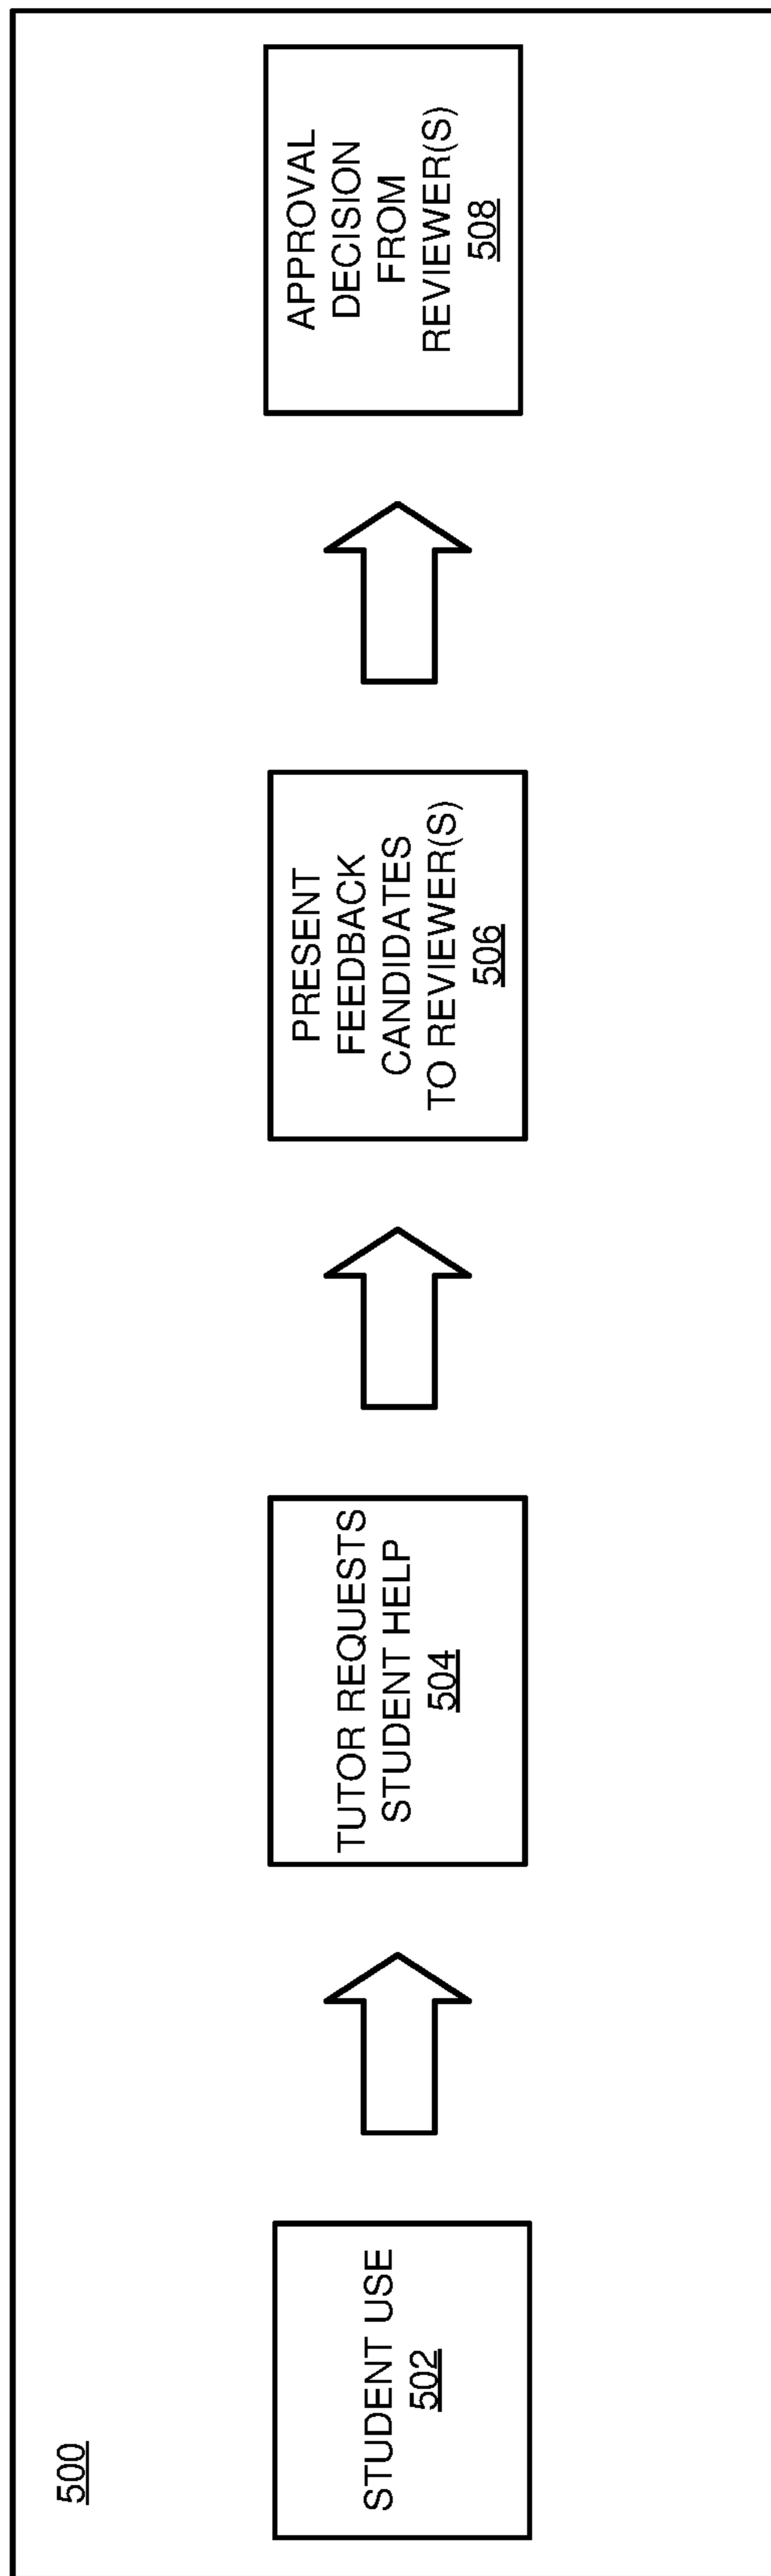 500
STUDENT USE
502
TUTOR REQUESTS
STUDENT HELP
504
PRESENT
FEEDBACK
CANDIDATES
TO REVIEWER(S)
506
APPROVAL
DECISION
FROM
REVIEWER(S)
508